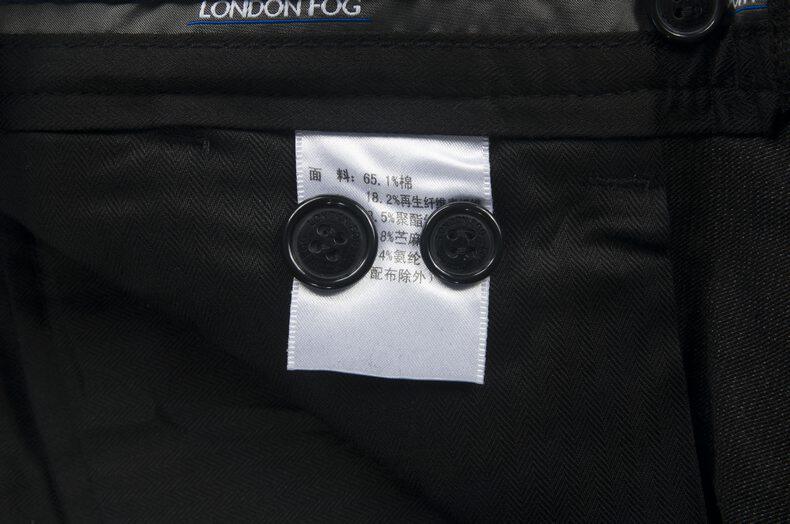 LONDON FOG
面 料：65.1%棉
18.2%再生纤维
.5%聚酯
8%苎麻
4%氨纶
配布除外）